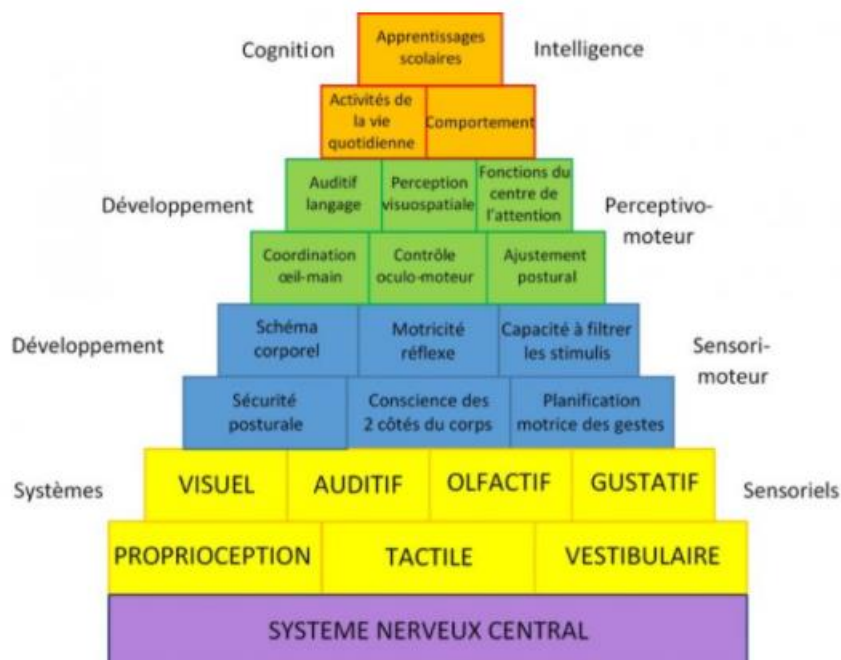 Cognition
Apprentissages
scolaires
Intelligence
Activités de
la vie
quotidienne
Comportement
Développement
Auditif
langage
Perception
visuospatiale
Fonctions du
centre de
l'attention
Perceptivo-
moteur
Coordination
œil-main
Contrôle
oculo-moteur
Ajustement
postural
Développement
Schéma
corporel
Motricité
réflexe
Capacité à filtrer
les stimulis
Sensori-
moteur
Sécurité
posturale
Conscience des
2 côtés du corps
Planification
motrice des gestes
Systèmes
VISUEL
AUDITIF
OLFACTIF
GUSTATIF
Sensoriels
PROPRIOCEPTION
TACTILE
VESTIBULAIRE
SYSTEME NERVEUX CENTRAL